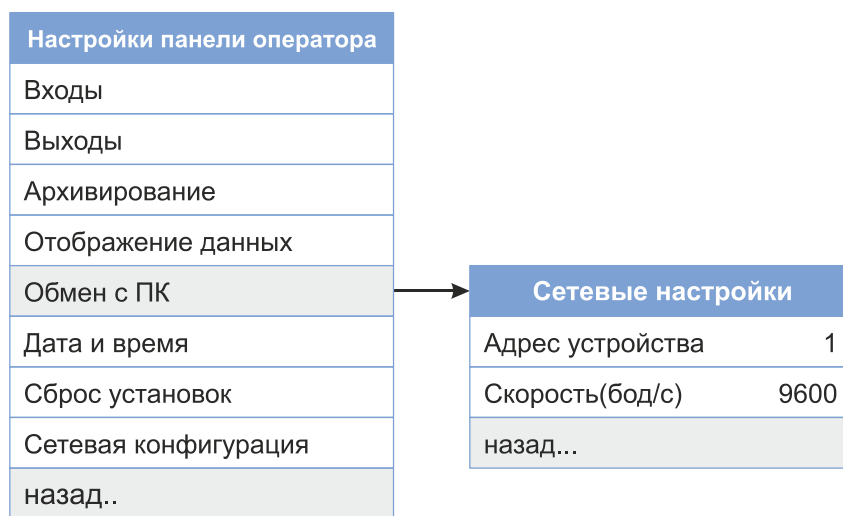 Настройки панели оператора
Входы
Выходы
Архивирование
Отображение данных
Обмен с ПК
Дата и время
Сброс установок
Сетевая конфигурация
назад..
Сетевые настройки
Адрес устройства 1
Скорость(бод/с) 9600
назад...